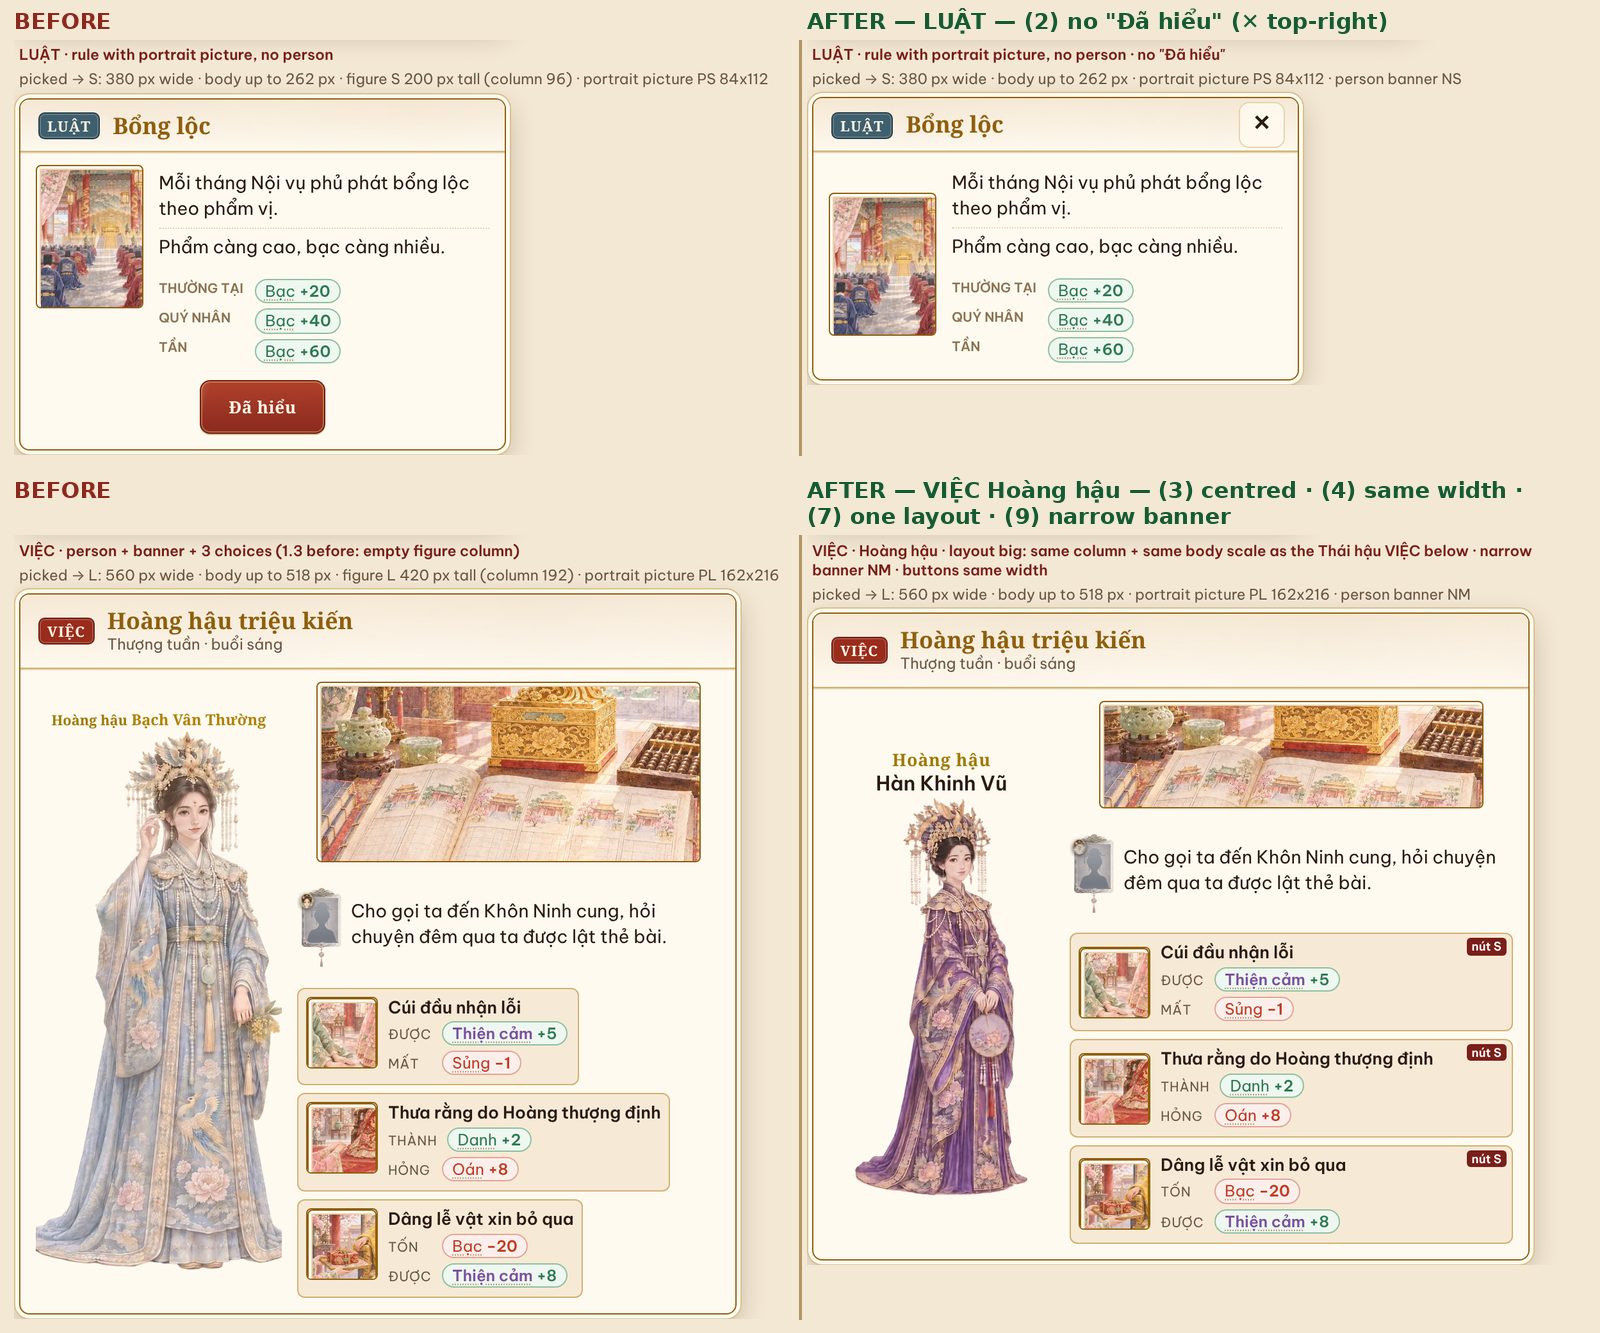 BEFORE
LUẬT · rule with portrait picture, no person
picked → S: 380 px wide · body up to 262 px · figure S 200 px tall (column 96) · portrait picture PS 84x112
LUẬT Bổng lộc
Mỗi tháng Nội vụ phủ phát bổng lộc
theo phẩm vị.
Phẩm càng cao, bạc càng nhiều.
THƯỜNG TẠI Bạc +20
QUÝ NHÂN Bạc +40
TẦN Bạc +60
Đã hiểu
AFTER — LUẬT — (2) no "Đã hiểu" (× top-right)
LUẬT · rule with portrait picture, no person · no "Đã hiểu"
picked → S: 380 px wide · body up to 262 px · portrait picture PS 84x112 · person banner NS
LUẬT Bổng lộc ×
Mỗi tháng Nội vụ phủ phát bổng lộc
theo phẩm vị.
Phẩm càng cao, bạc càng nhiều.
THƯỜNG TẠI Bạc +20
QUÝ NHÂN Bạc +40
TẦN Bạc +60
BEFORE
VIỆC · person + banner + 3 choices (1.3 before: empty figure column)
picked → L: 560 px wide · body up to 518 px · figure L 420 px tall (column 192) · portrait picture PL 162x216
VIỆC Hoàng hậu triệu kiến
Thượng tuần · buổi sáng
Hoàng hậu Bạch Vân Thường
Cho gọi ta đến Khôn Ninh cung, hỏi
chuyện đêm qua ta được lật thẻ bài.
Cúi đầu nhận lỗi
ĐƯỢC Thiện cảm +5
MẤT Sủng −1
Thưa rằng do Hoàng thượng định
THÀNH Danh +2
HỎNG Oán +8
Dâng lễ vật xin bỏ qua
TỐN Bạc −20
ĐƯỢC Thiện cảm +8
AFTER — VIỆC Hoàng hậu — (3) centred · (4) same width ·
(7) one layout · (9) narrow banner
VIỆC · Hoàng hậu · layout big: same column + same body scale as the Thái hậu VIỆC below · narrow
banner NM · buttons same width
picked → L: 560 px wide · body up to 518 px · portrait picture PL 162x216 · person banner NM
VIỆC Hoàng hậu triệu kiến
Thượng tuần · buổi sáng
Hoàng hậu
Hàn Khinh Vũ
Cho gọi ta đến Khôn Ninh cung, hỏi chuyện
đêm qua ta được lật thẻ bài.
Cúi đầu nhận lỗi nút S
ĐƯỢC Thiện cảm +5
MẤT Sủng −1
Thưa rằng do Hoàng thượng định nút S
THÀNH Danh +2
HỎNG Oán +8
Dâng lễ vật xin bỏ qua nút S
TỐN Bạc −20
ĐƯỢC Thiện cảm +8